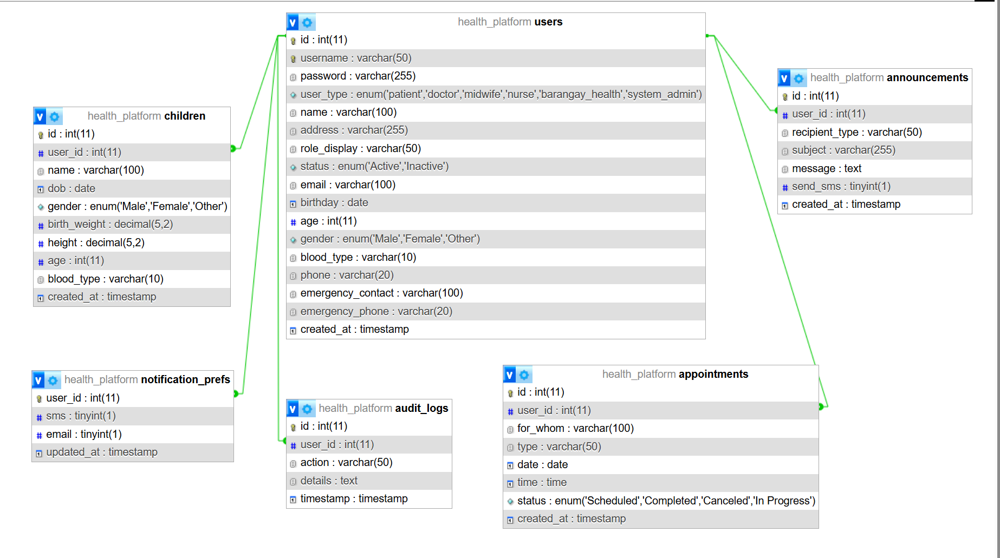 health_platform users
id : int(11)
username : varchar(50)
password : varchar(255)
user_type : enum('patient','doctor','midwife','nurse','barangay_health','system_admin')
name : varchar(100)
address : varchar(255)
role_display : varchar(50)
status : enum('Active','Inactive')
email : varchar(100)
birthday : date
age : int(11)
gender : enum('Male','Female','Other')
blood_type : varchar(10)
phone : varchar(20)
emergency_contact : varchar(100)
emergency_phone : varchar(20)
created_at : timestamp
health_platform announcements
id : int(11)
user_id : int(11)
recipient_type : varchar(50)
subject : varchar(255)
message : text
send_sms : tinyint(1)
created_at : timestamp
health_platform children
id : int(11)
user_id : int(11)
name : varchar(100)
dob : date
gender : enum('Male','Female','Other')
birth_weight : decimal(5,2)
height : decimal(5,2)
age : int(11)
blood_type : varchar(10)
created_at : timestamp
health_platform notification_prefs
user_id : int(11)
sms : tinyint(1)
email : tinyint(1)
updated_at : timestamp
health_platform audit_logs
id : int(11)
user_id : int(11)
action : varchar(50)
details : text
timestamp : timestamp
health_platform appointments
id : int(11)
user_id : int(11)
for_whom : varchar(100)
type : varchar(50)
date : date
time : time
status : enum('Scheduled','Completed','Canceled','In Progress')
created_at : timestamp